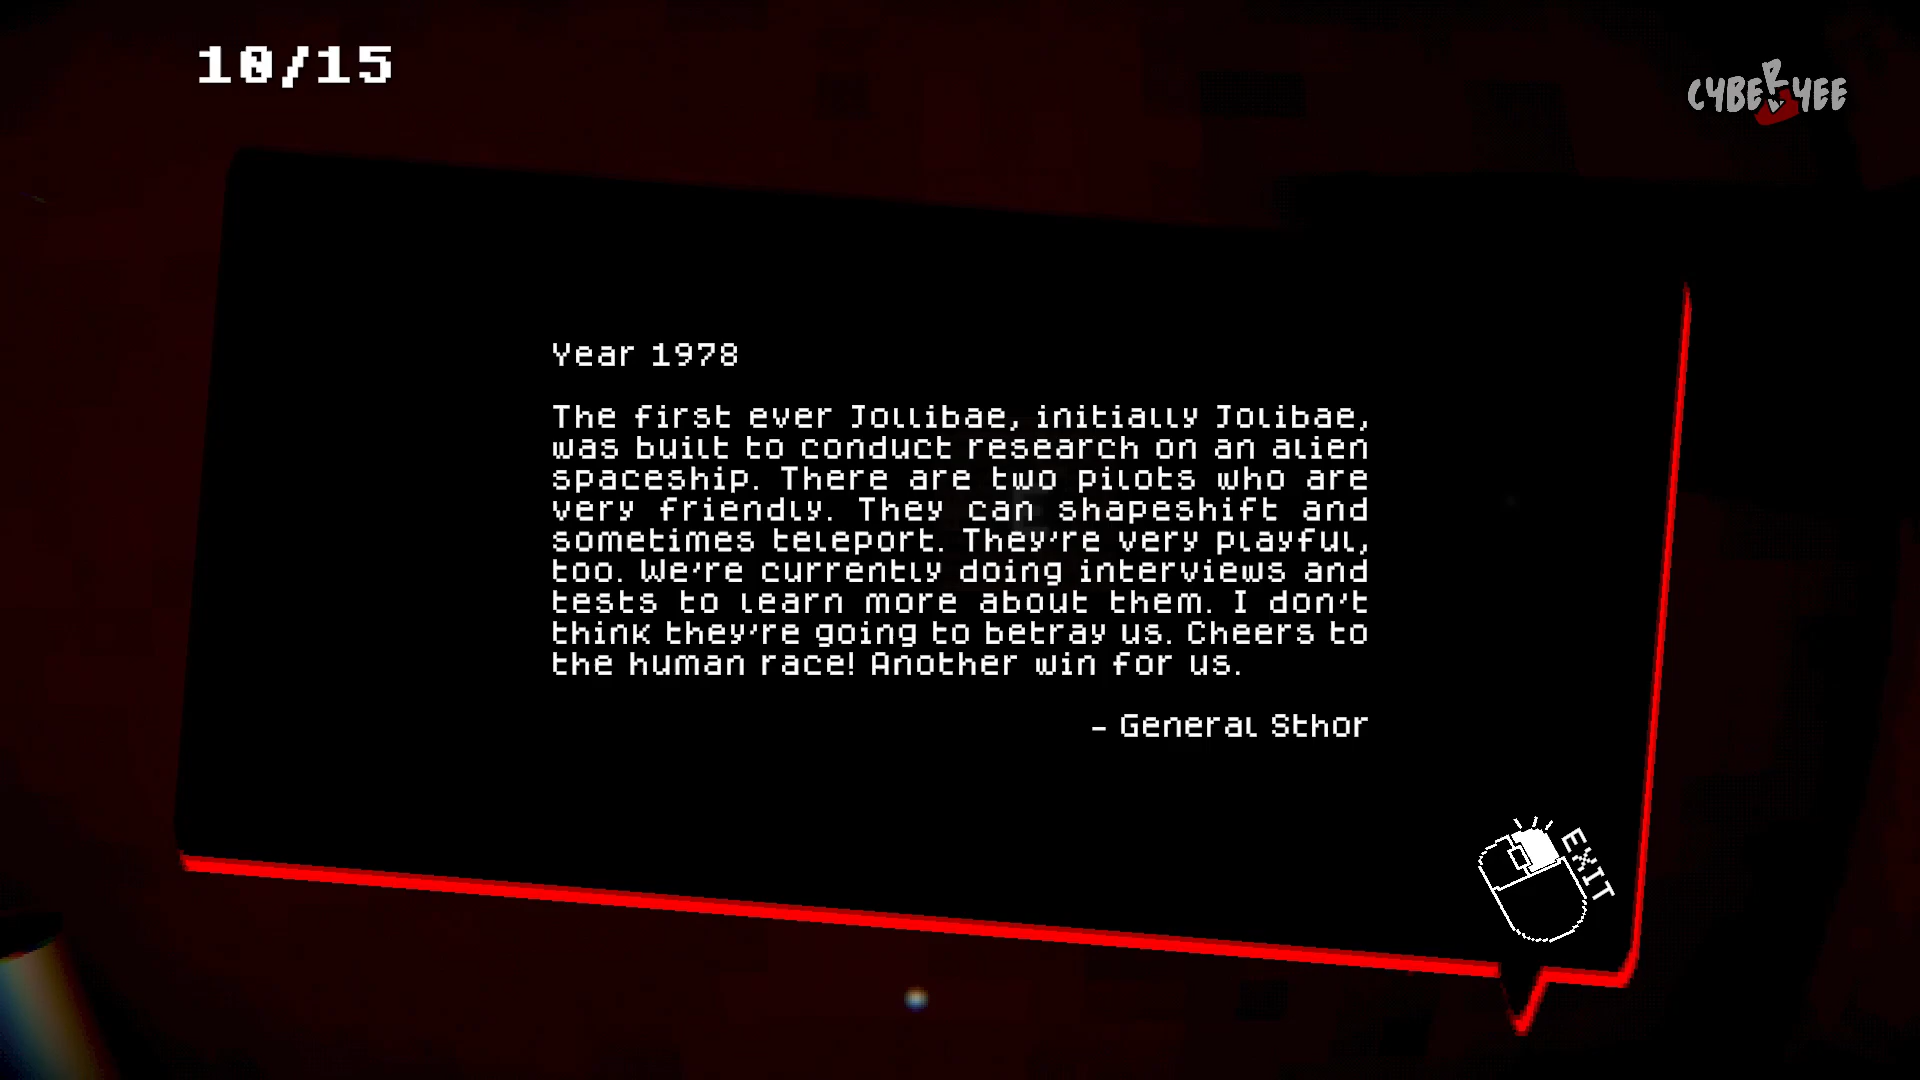 10/15
CYBERYEE
Year 1978
The first ever Jollibae, initially Jolibae,
was built to conduct research on an alien
spaceship. There are two pilots who are
very friendly. They can shapeshift and
sometimes teleport. They're very playful,
too. We're currently doing interviews and
tests to learn more about them. I don't
think they're going to betray us. Cheers to
the human race! Another win for us.
- General Sthor
EXIT